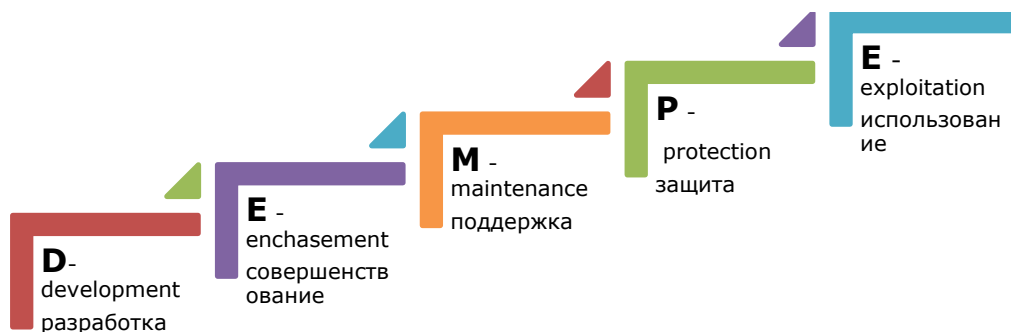 D-
development
разработка
E -
enchasement
совершенств
ование
M -
maintenance
поддержка
P -
protection
защита
E -
exploitation
использован
ие